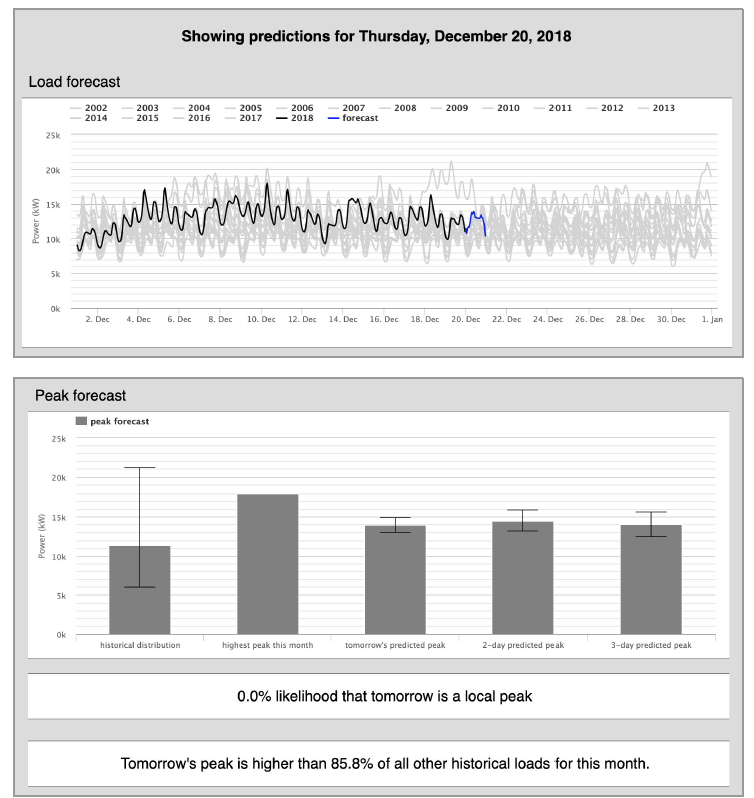 Showing predictions for Thursday, December 20, 2018
Load forecast
2002 2003 2004 2005 2006 2007 2008 2009 2010 2011 2012 2013
2014 2015 2016 2017 2018 forecast
25k
20k
15k
10k
5k
0k
Power (kW)
2. Dec 4. Dec 6. Dec 8. Dec 10. Dec 12. Dec 14. Dec 16. Dec 18. Dec 20. Dec 22. Dec 24. Dec 26. Dec 28. Dec 30. Dec 1. Jan
Peak forecast
peak forecast
25k
20k
15k
10k
5k
0k
Power (kW)
historical distribution highest peak this month tomorrow's predicted peak 2-day predicted peak 3-day predicted peak
0.0% likelihood that tomorrow is a local peak
Tomorrow's peak is higher than 85.8% of all other historical loads for this month.